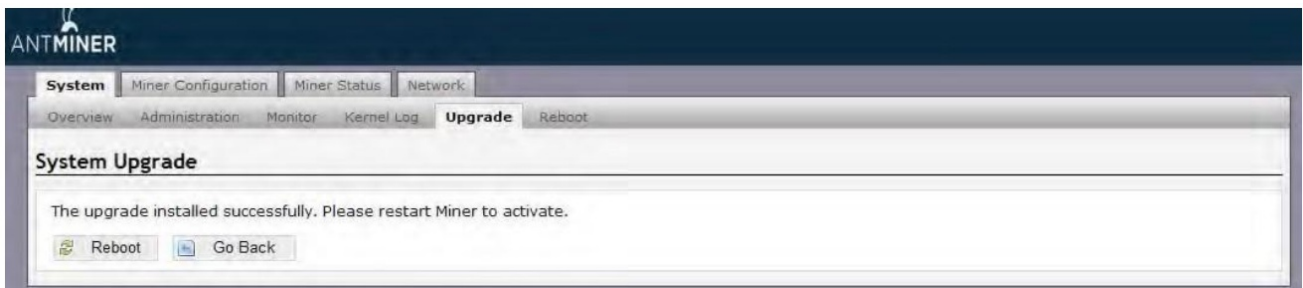 ANTMINER
System Miner Configuration Miner Status Network
Overview Administration Monitor Kernel Log Upgrade Reboot
System Upgrade
The upgrade installed successfully. Please restart Miner to activate.
Reboot Go Back